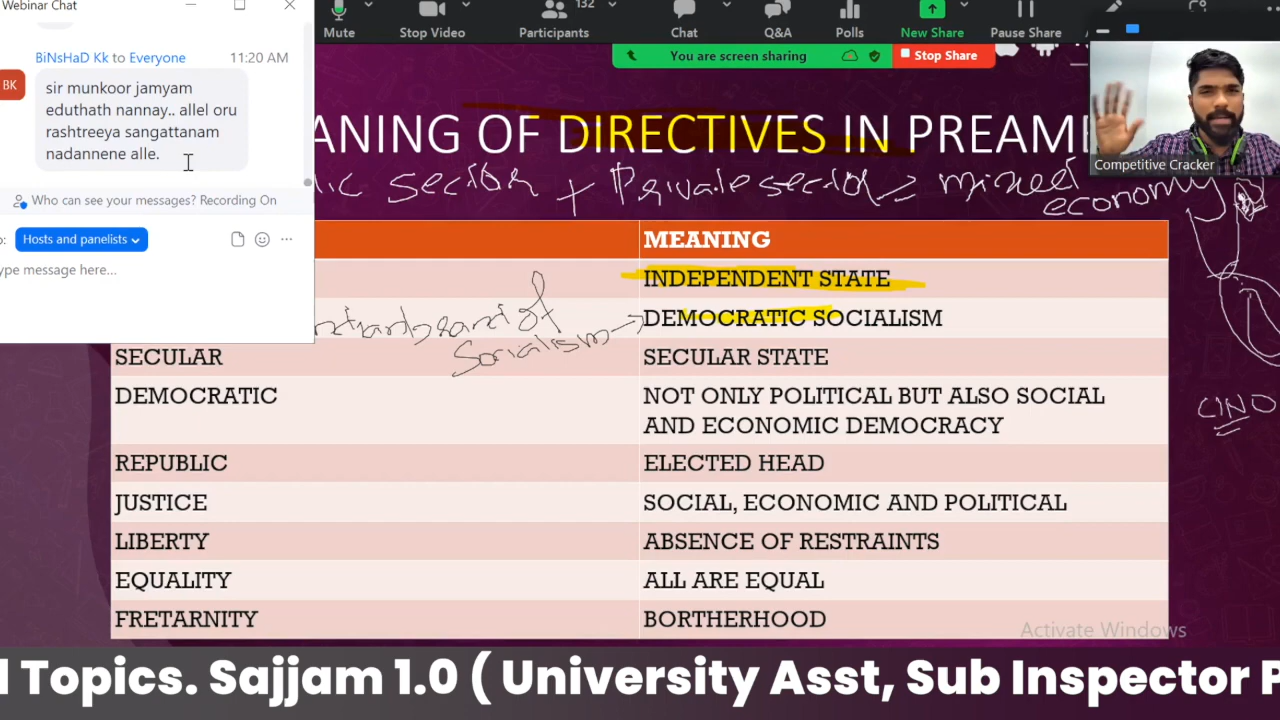 Webinar Chat
BiNsHaD Kk to Everyone 11:20 AM
BK
sir munkoor jamyam
eduthath nannay.. allel oru
rashtreeya sangattanam
nadannene alle.
Who can see your messages? Recording On
Hosts and panelists
ype message here...
Mute
Stop Video
132
Participants
Chat
Q&A
Polls
New Share
Pause Share
You are screen sharing
Stop Share
Competitive Cracker
ANING OF DIRECTIVES IN PREAM
ic sector + Private sector = mixed
economy
MEANING
INDEPENDENT STATE
of
Socialism →
DEMOCRATIC SOCIALISM
SECULAR SECULAR STATE
DEMOCRATIC NOT ONLY POLITICAL BUT ALSO SOCIAL
AND ECONOMIC DEMOCRACY
REPUBLIC ELECTED HEAD
JUSTICE SOCIAL, ECONOMIC AND POLITICAL
LIBERTY ABSENCE OF RESTRAINTS
EQUALITY ALL ARE EQUAL
FRETARNITY BORTHERHOOD
Activate Windows
l Topics. Sajjam 1.0 ( University Asst, Sub Inspector P